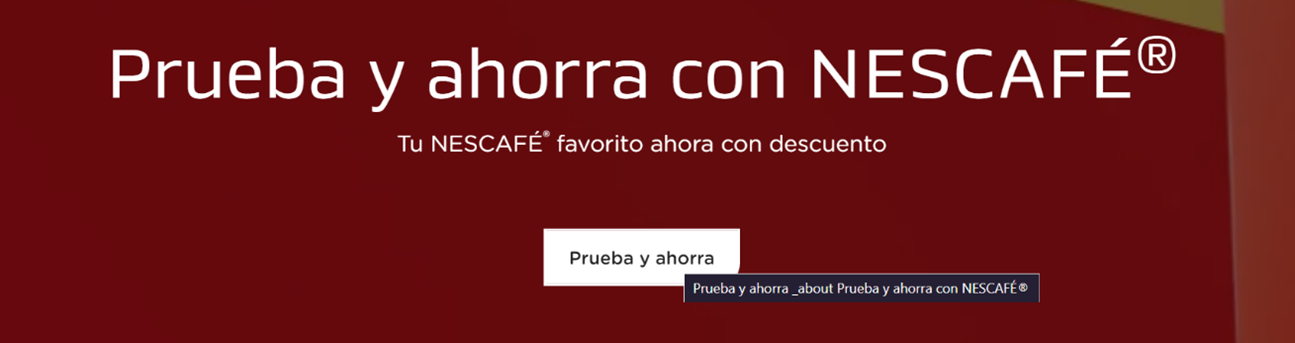 Prueba y ahorra con NESCAFÉ®
Tu NESCAFÉ® favorito ahora con descuento
Prueba y ahorra
Prueba y ahorra _about Prueba y ahorra con NESCAFÉ®